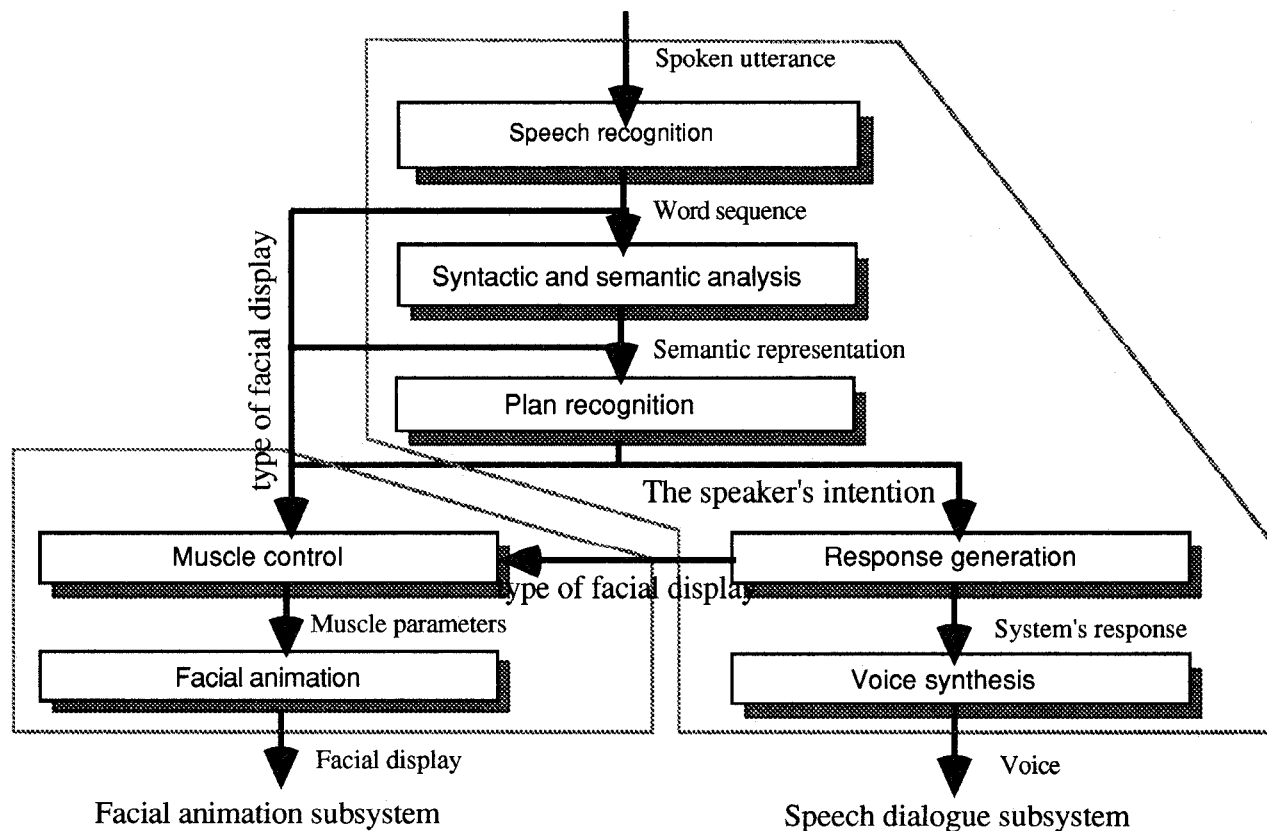 Spoken utterance
Speech recognition
Word sequence
Syntactic and semantic analysis
type of facial display
Semantic representation
Plan recognition
The speaker's intention
Muscle control
Response generation
type of facial display
Muscle parameters
System's response
Facial animation
Voice synthesis
Facial display
Voice
Facial animation subsystem
Speech dialogue subsystem